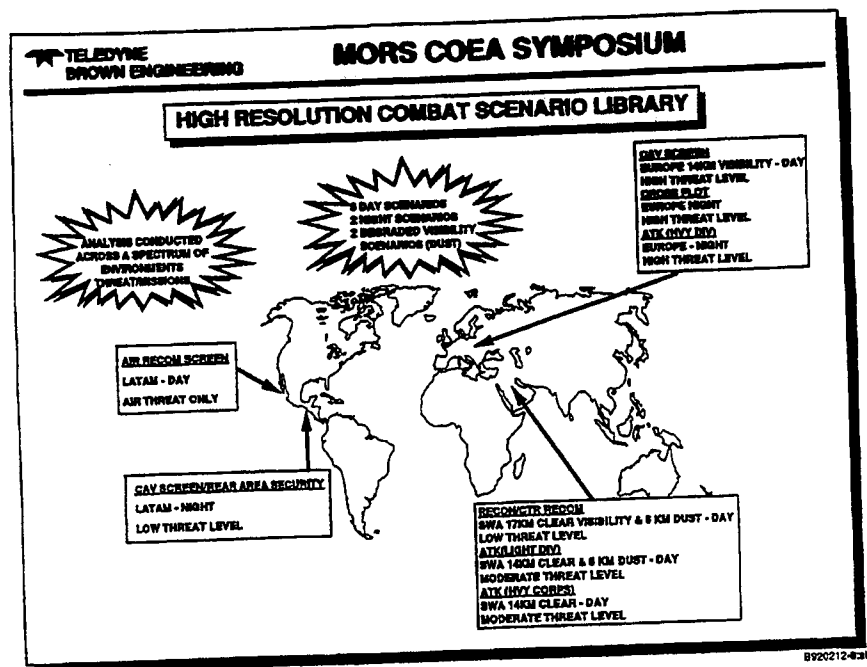 TELEDYNE
BROWN ENGINEERING
MORS COEA SYMPOSIUM
HIGH RESOLUTION COMBAT SCENARIO LIBRARY
ANALYSIS CONDUCTED
ACROSS A SPECTRUM OF
ENVIRONMENTS
THREAT/MISSIONS
DAY SCENARIOS
2 NIGHT SCENARIOS
2 DEGRADED VISIBILITY
SCENARIOS (DUST)
CAV SCREEN
EUROPE 14KM VISIBILITY - DAY
HIGH THREAT LEVEL
CROSS FLOT
EUROPE NIGHT
HIGH THREAT LEVEL
ATK (HVY DIV)
EUROPE - NIGHT
HIGH THREAT LEVEL
AIR RECON SCREEN
LATAM - DAY
AIR THREAT ONLY
CAV SCREEN/REAR AREA SECURITY
LATAM - NIGHT
LOW THREAT LEVEL
RECON/CTR RECON
SWA 17KM CLEAR VISIBILITY & 5 KM DUST - DAY
LOW THREAT LEVEL
ATK(LIGHT DIV)
SWA 14KM CLEAR & 5 KM DUST - DAY
MODERATE THREAT LEVEL
ATK (HVY CORPS)
SWA 14KM CLEAR - DAY
MODERATE THREAT LEVEL